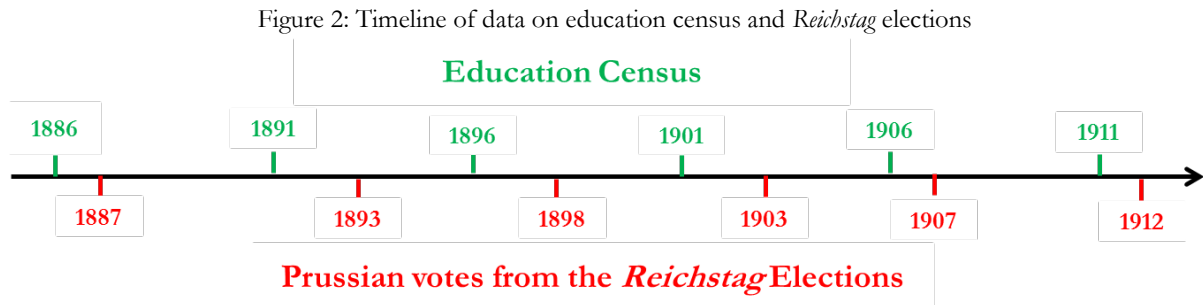 Figure 2: Timeline of data on education census and Reichstag elections
Education Census
1886 1891 1896 1901 1906 1911
1887 1893 1898 1903 1907 1912
Prussian votes from the Reichstag Elections